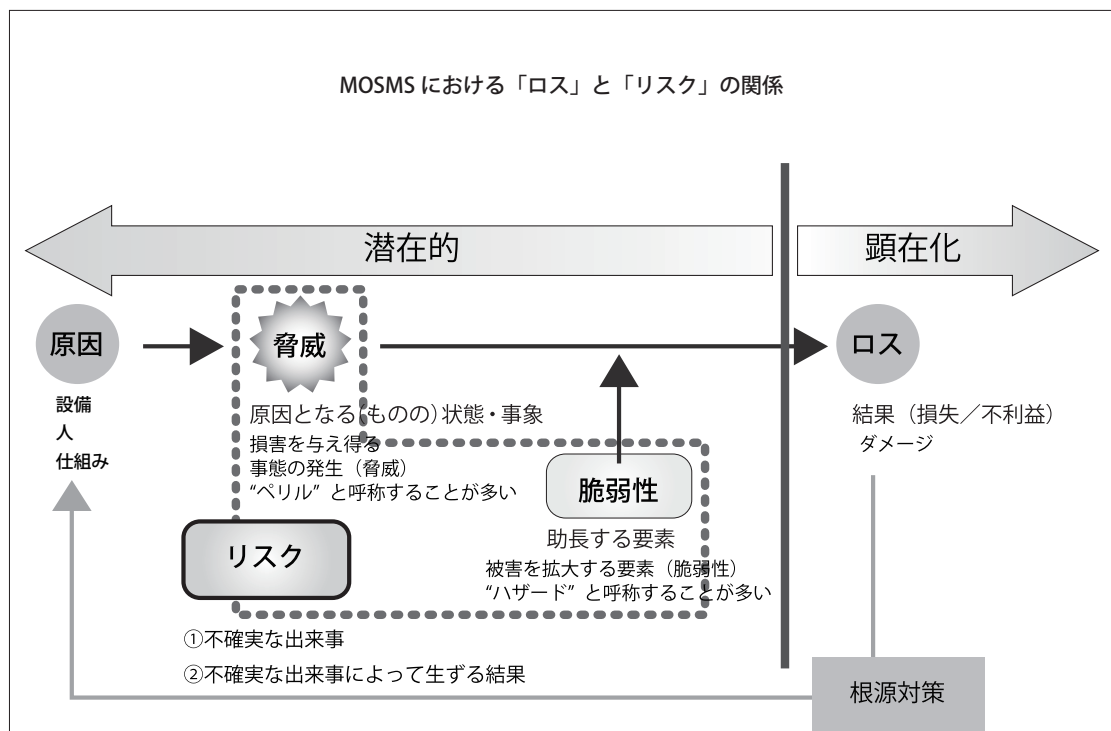 MOSMS における「ロス」と「リスク」の関係
潜在的
顕在化
原因
脅威
ロス
設備
人
仕組み
原因となる(ものの)状態・事象
損害を与え得る
事態の発生（脅威）
“ペリル”と呼称することが多い
結果（損失／不利益）
ダメージ
脆弱性
助長する要素
被害を拡大する要素（脆弱性）
“ハザード”と呼称することが多い
リスク
①不確実な出来事
②不確実な出来事によって生ずる結果
根源対策